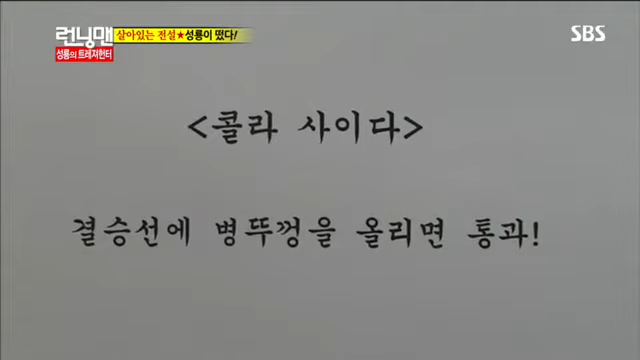 런닝맨 살아있는 전설★성룡이 떴다!
성룡의 트레져헌터
SBS
<콜라 사이다>
결승선에 병뚜껑을 올리면 통과!